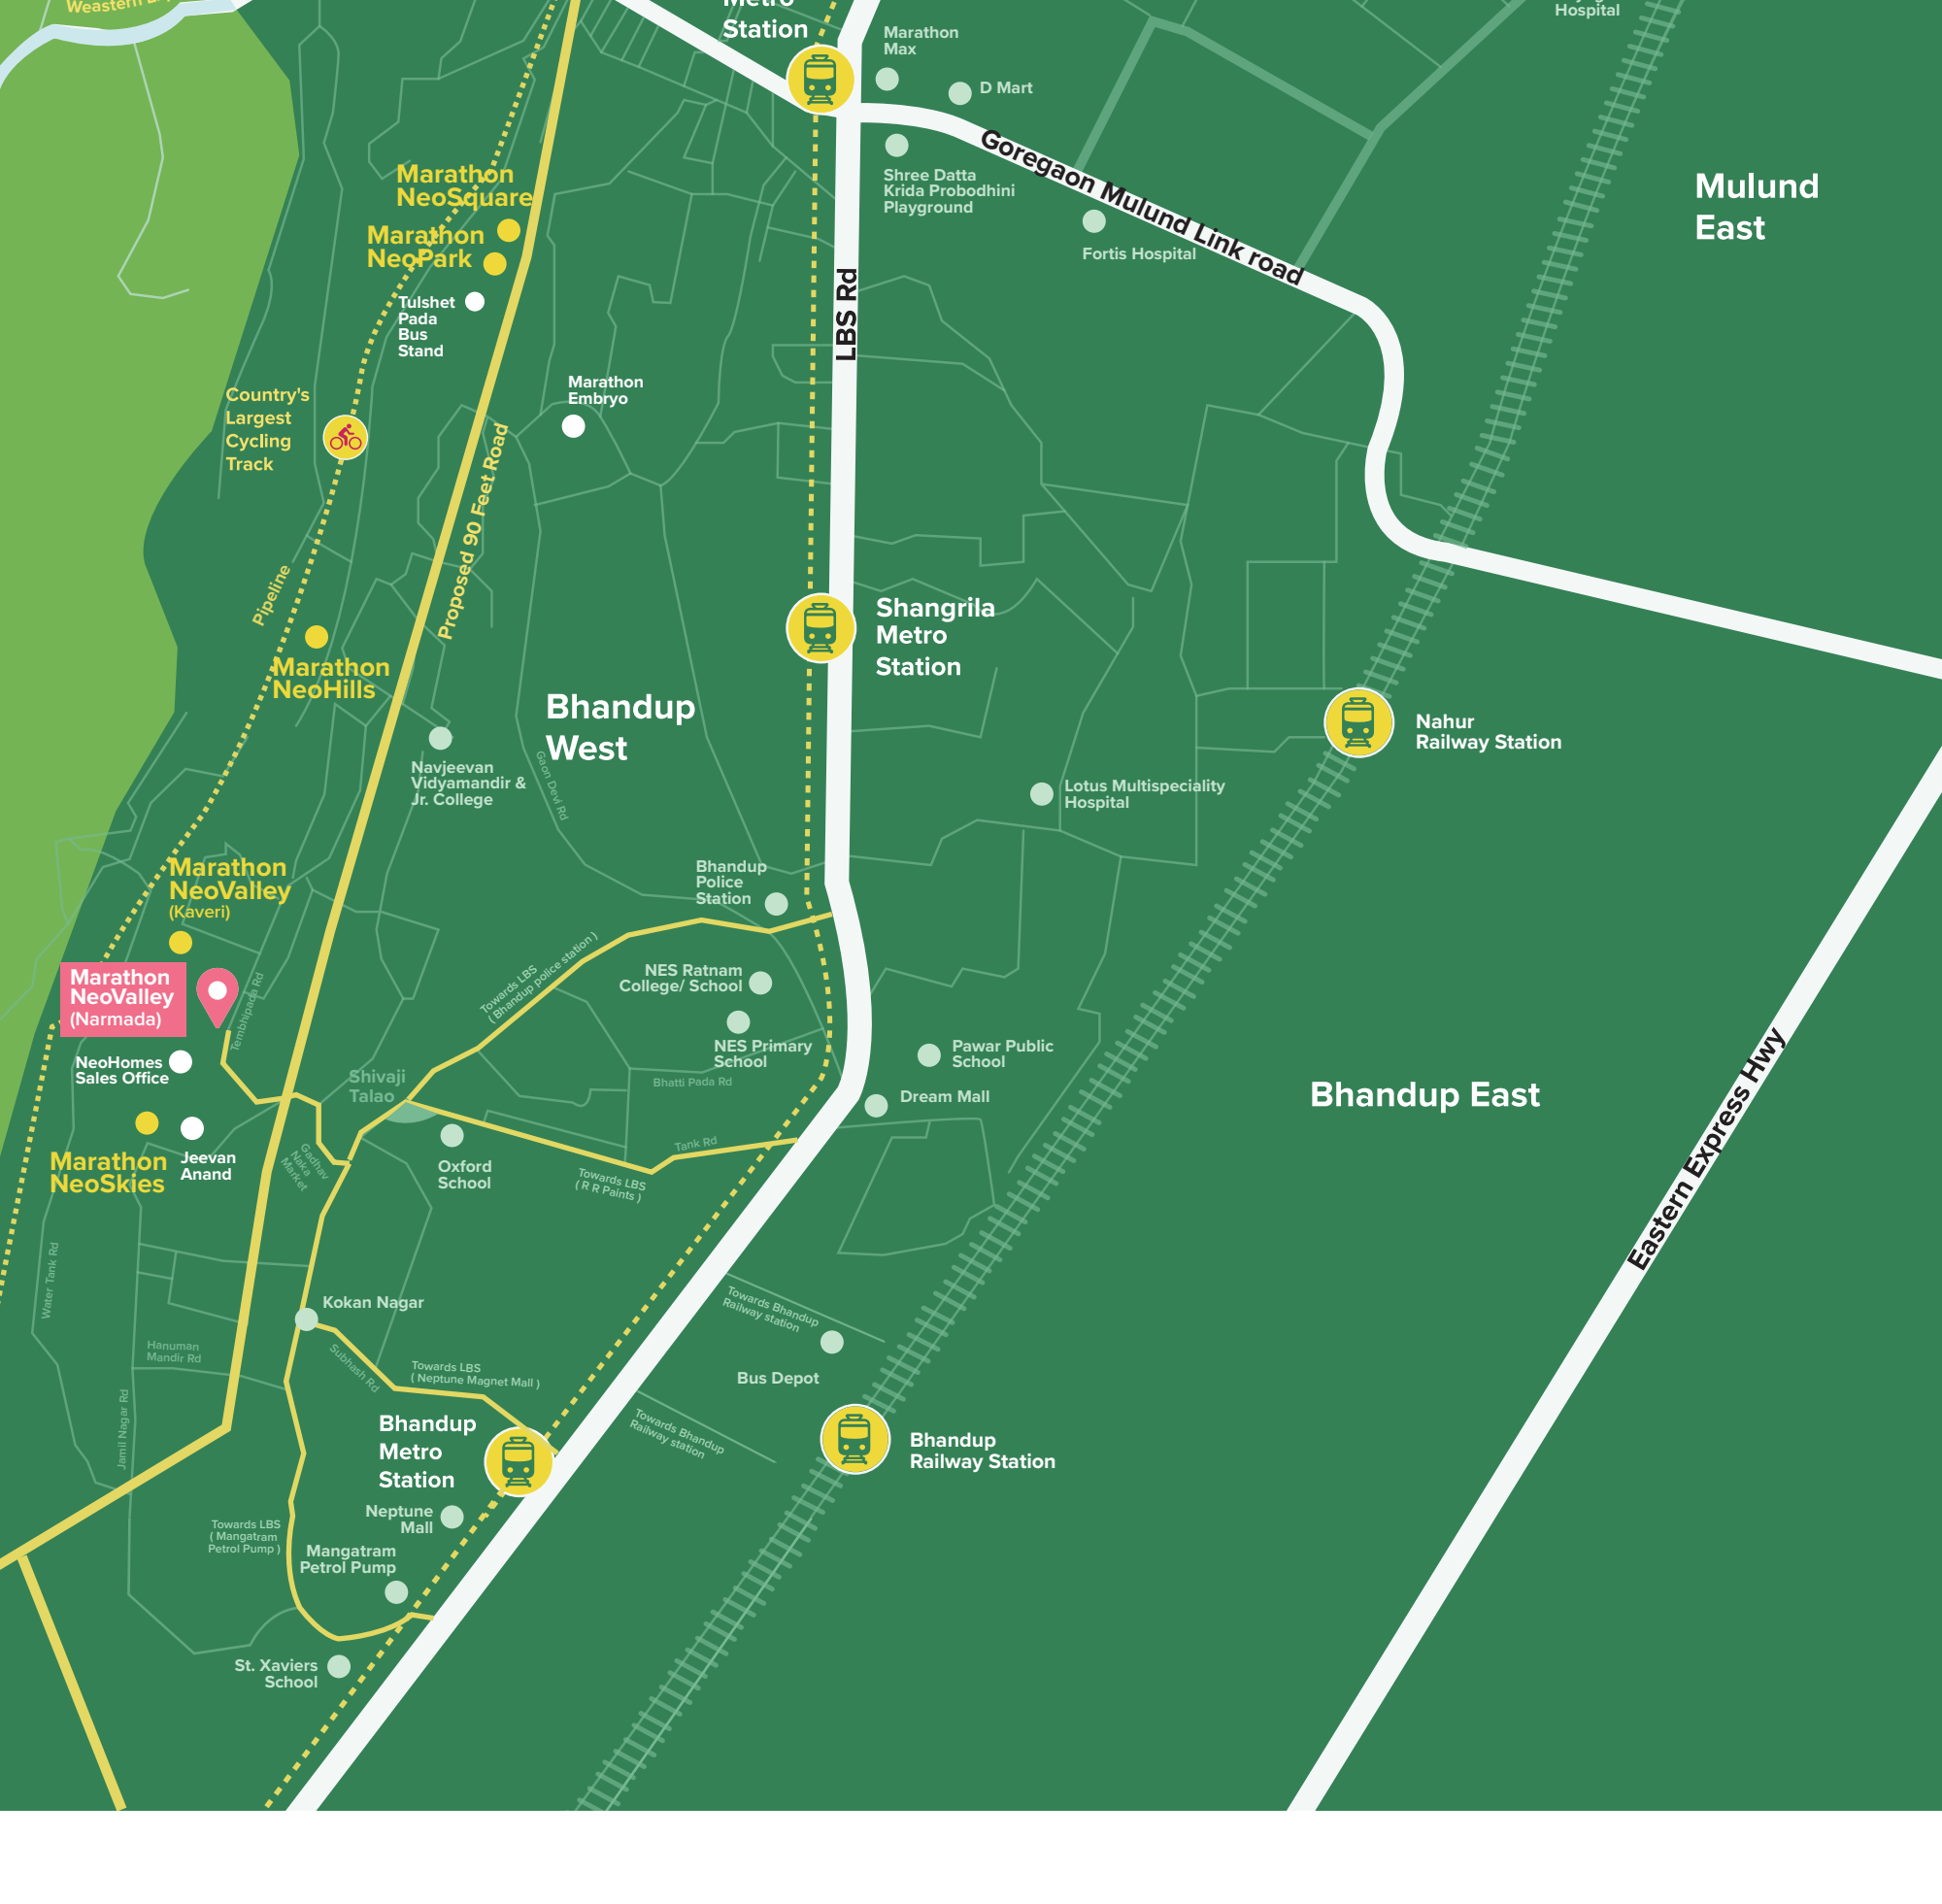 Weastern
Metro
Station
Marathon
Max
D Mart
Hospital
Shree Datta
Krida Probodhini
Playground
Goregaon Mulund Link road
Fortis Hospital
Mulund
East
Marathon
NeoSquare
Marathon
NeoPark
Tulshet
Pada
Bus
Stand
LBS Rd
Marathon
Embryo
Country's
Largest
Cycling
Track
Proposed 90 Feet Road
Pipeline
Shangrila
Metro
Station
Marathon
NeoHills
Bhandup
West
Nahur
Railway Station
Navjeevan
Vidyamandir &
Jr. College
Gaon Devi Rd
Lotus Multispeciality
Hospital
Marathon
NeoValley
(Kaveri)
Bhandup
Police
Station
Towards LBS
( Bhandup police station )
NES Ratnam
College/ School
Marathon
NeoValley
(Narmada)
Tembhipada Rd
NES Primary
School
Pawar Public
School
NeoHomes
Sales Office
Shivaji
Talao
Bhatti Pada Rd
Dream Mall
Bhandup East
Eastern Express Hwy
Marathon
NeoSkies
Jeevan
Anand
Gadhav
Naka
Market
Oxford
School
Tank Rd
Towards LBS
( R R Paints )
Water Tank Rd
Kokan Nagar
Towards Bhandup
Railway station
Hanuman
Mandir Rd
Subhash Rd
Towards LBS
( Neptune Magnet Mall )
Bus Depot
Jamil Nagar Rd
Bhandup
Metro
Station
Towards Bhandup
Railway station
Bhandup
Railway Station
Neptune
Mall
Towards LBS
( Mangatram
Petrol Pump )
Mangatram
Petrol Pump
St. Xaviers
School